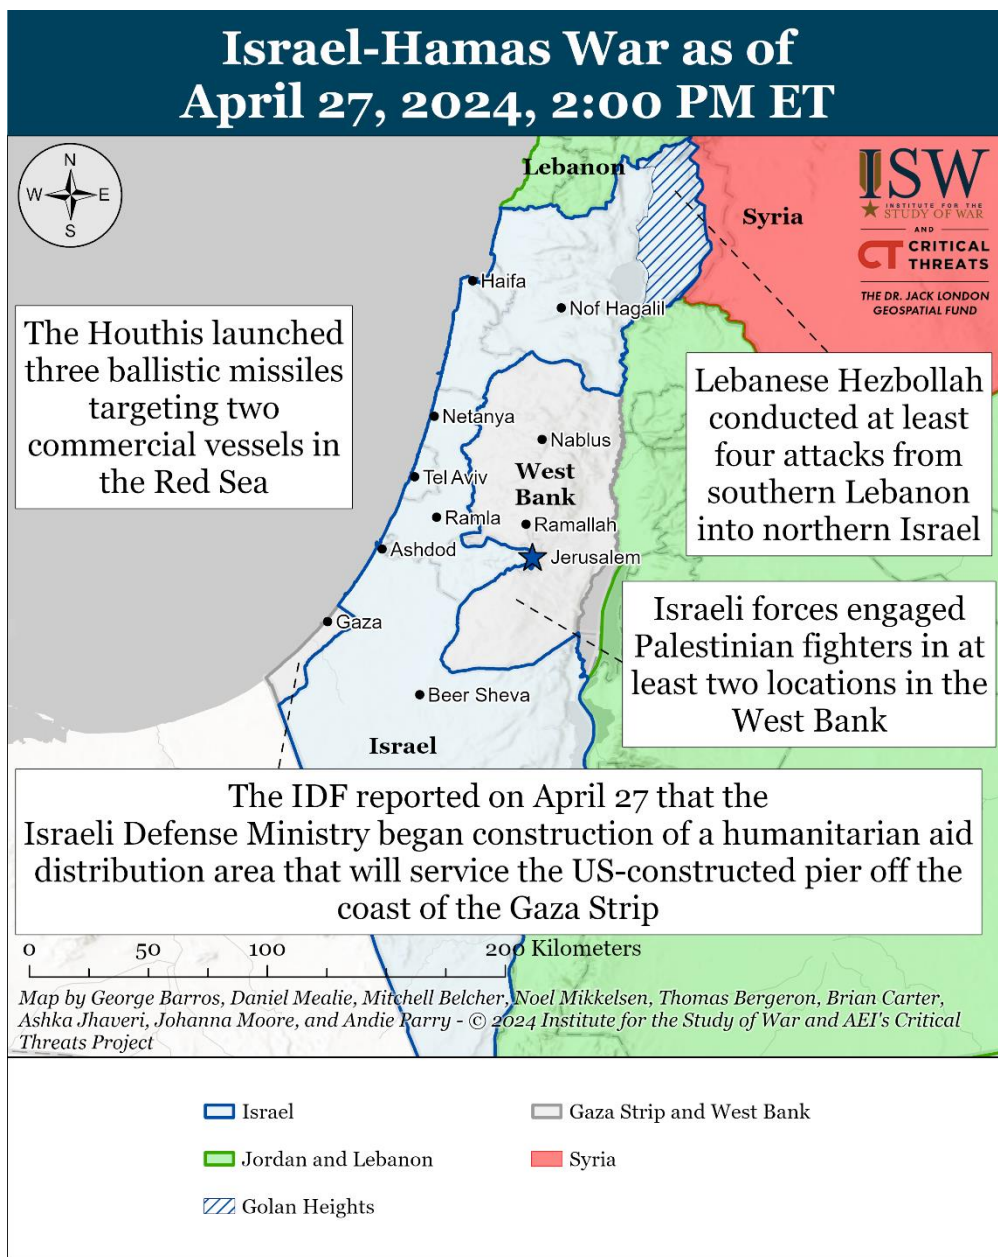 Israel-Hamas War as of
April 27, 2024, 2:00 PM ET
N
W E
S
Lebanon
Syria
ISW
INSTITUTE FOR THE
STUDY OF WAR
AND
CT CRITICAL
THREATS
THE DR. JACK LONDON
GEOSPATIAL FUND
Haifa
Nof Hagalil
The Houthis launched
three ballistic missiles
targeting two
commercial vessels in
the Red Sea
Lebanese Hezbollah
conducted at least
four attacks from
southern Lebanon
into northern Israel
Netanya
Nablus
West
Bank
Tel Aviv
Ramla
Ramallah
Ashdod
Jerusalem
Gaza
Israeli forces engaged
Palestinian fighters in at
least two locations in the
West Bank
Beer Sheva
Israel
The IDF reported on April 27 that the
Israeli Defense Ministry began construction of a humanitarian aid
distribution area that will service the US-constructed pier off the
coast of the Gaza Strip
0 50 100 200 Kilometers
Map by George Barros, Daniel Mealie, Mitchell Belcher, Noel Mikkelsen, Thomas Bergeron, Brian Carter,
Ashka Jhaveri, Johanna Moore, and Andie Parry - © 2024 Institute for the Study of War and AEI's Critical
Threats Project
Israel
Gaza Strip and West Bank
Jordan and Lebanon
Syria
Golan Heights